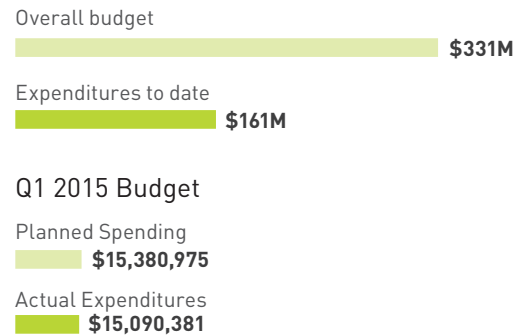 Overall budget
$331M
Expenditures to date
$161M
Q1 2015 Budget
Planned Spending
$15,380,975
Actual Expenditures
$15,090,381